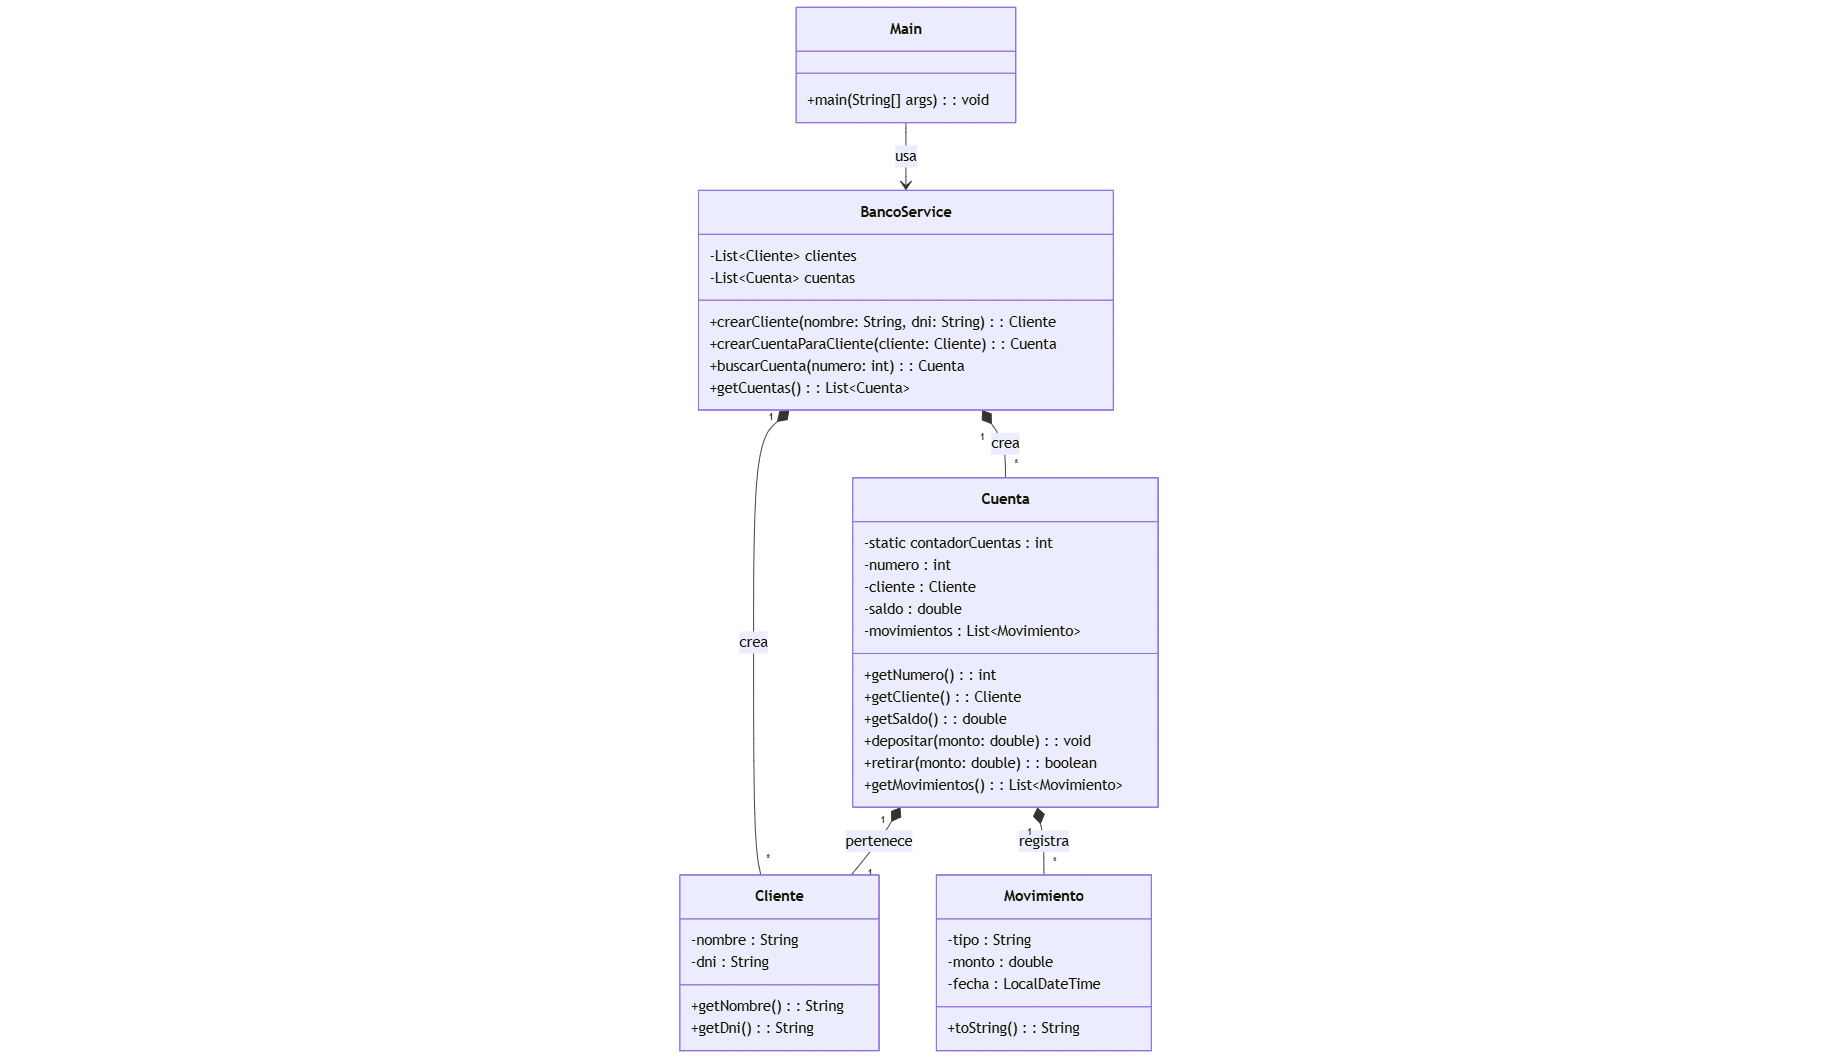 Main
+main(String[] args) : : void
usa
BancoService
-List<Cliente> clientes
-List<Cuenta> cuentas
+crearCliente(nombre: String, dni: String) : : Cliente
+crearCuentaParaCliente(cliente: Cliente) : : Cuenta
+buscarCuenta(numero: int) : : Cuenta
+getCuentas() : : List<Cuenta>
1
1
crea
*
Cuenta
-static contadorCuentas : int
-numero : int
-cliente : Cliente
-saldo : double
-movimientos : List<Movimiento>
crea
+getNumero() : : int
+getCliente() : : Cliente
+getSaldo() : : double
+depositar(monto: double) : : void
+retirar(monto: double) : : boolean
+getMovimientos() : : List<Movimiento>
1
1
pertenece
registra
*
*
1
Cliente
-nombre : String
-dni : String
+getNombre() : : String
+getDni() : : String
Movimiento
-tipo : String
-monto : double
-fecha : LocalDateTime
+toString() : : String